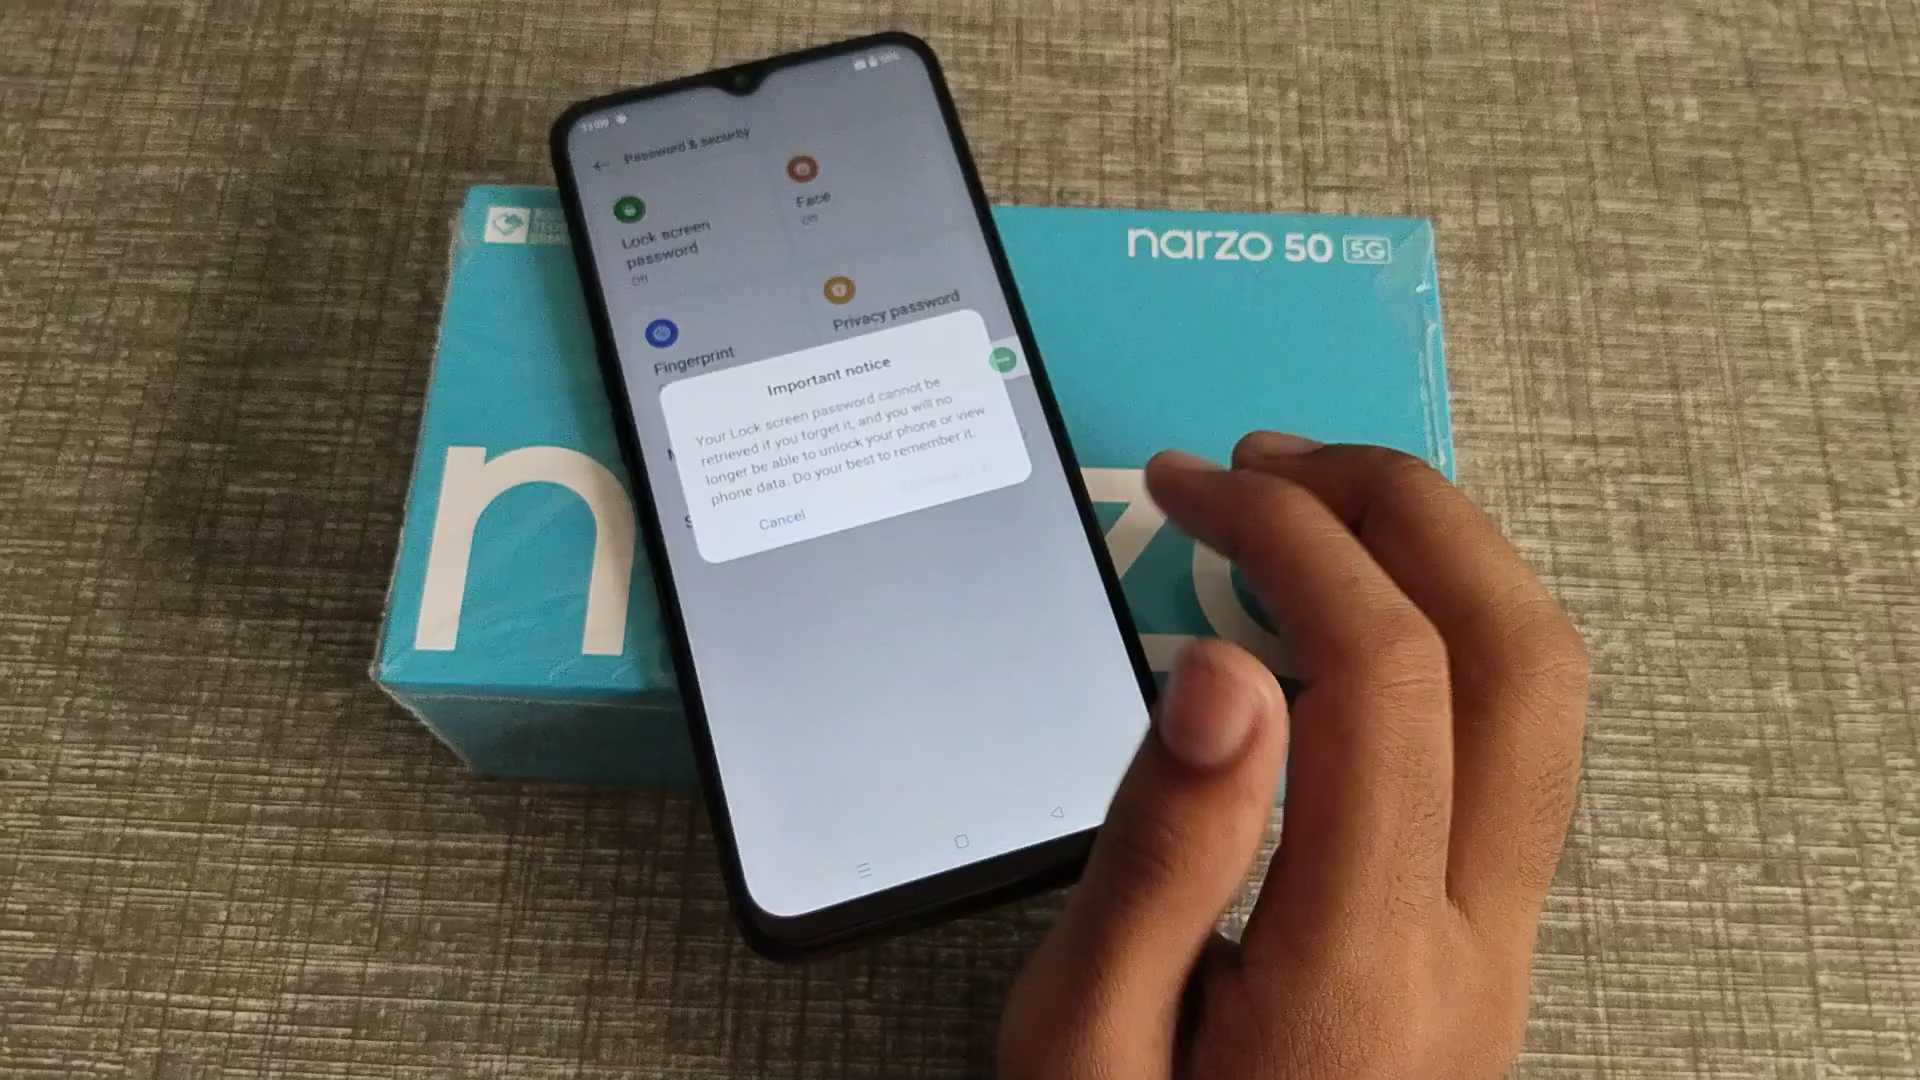 Password & security
Lock screen
password
Off
Face
Off
Fingerprint
Privacy password
Important notice
Your Lock screen password cannot be
retrieved if you forget it, and you will no
longer be able to unlock your phone or view
phone data. Do your best to remember it.
Cancel
narzo 50 5G
n
z